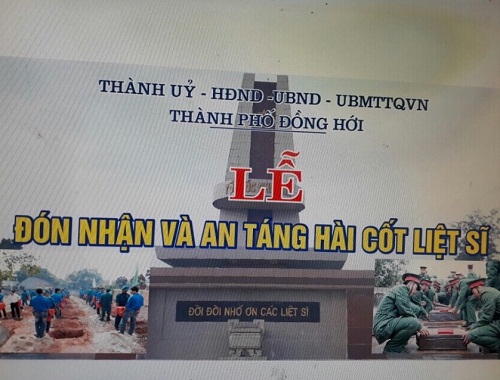 THÀNH UỶ - HĐND -UBND - UBMTTQVN
THÀNH PHỐ ĐỒNG HỚI
LỄ
ĐÓN NHẬN VÀ AN TÁNG HÀI CỐT LIỆT SĨ
ĐỜI ĐỜI NHỚ ƠN CÁC LIỆT SĨ